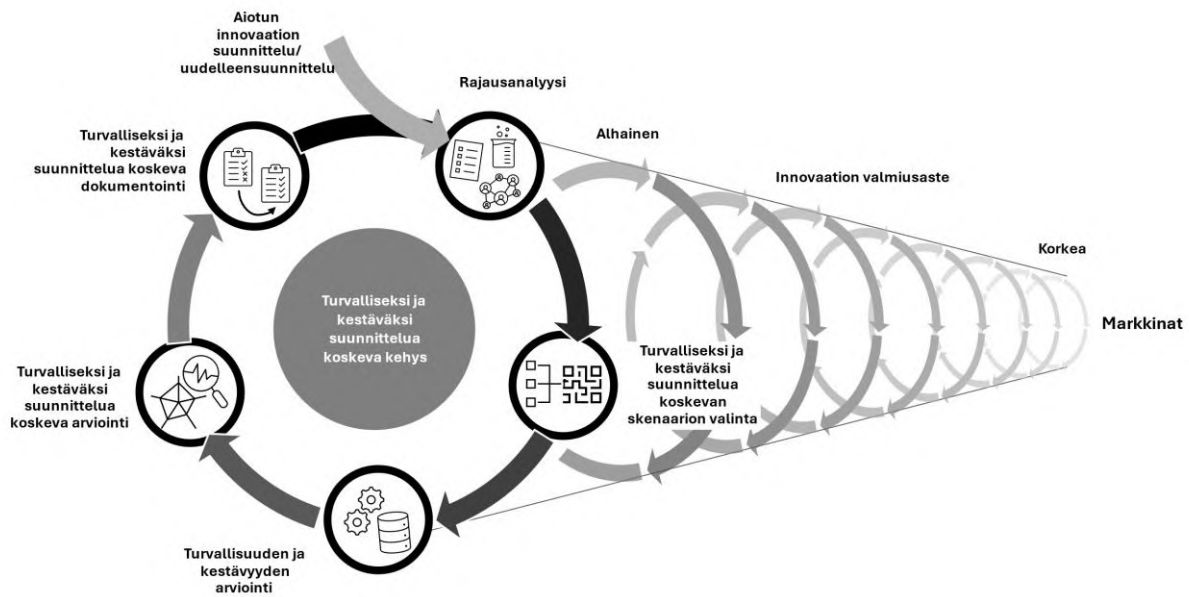 Aiotun
innovaation
suunnittelu/
uudelleensuunnittelu
Rajausanalyysi
Turvalliseksi ja
kestäväksi
suunnittelua koskeva
dokumentointi
Alhainen
Innovaation valmiusaste
Korkea
Markkinat
Turvalliseksi ja
kestäväksi
suunnittelua
koskeva kehys
Turvalliseksi ja
kestäväksi
suunnittelua
koskevan
skenaarion valinta
Turvalliseksi ja
kestäväksi
suunnittelua
koskeva arviointi
Turvallisuuden ja
kestävyyden
arviointi